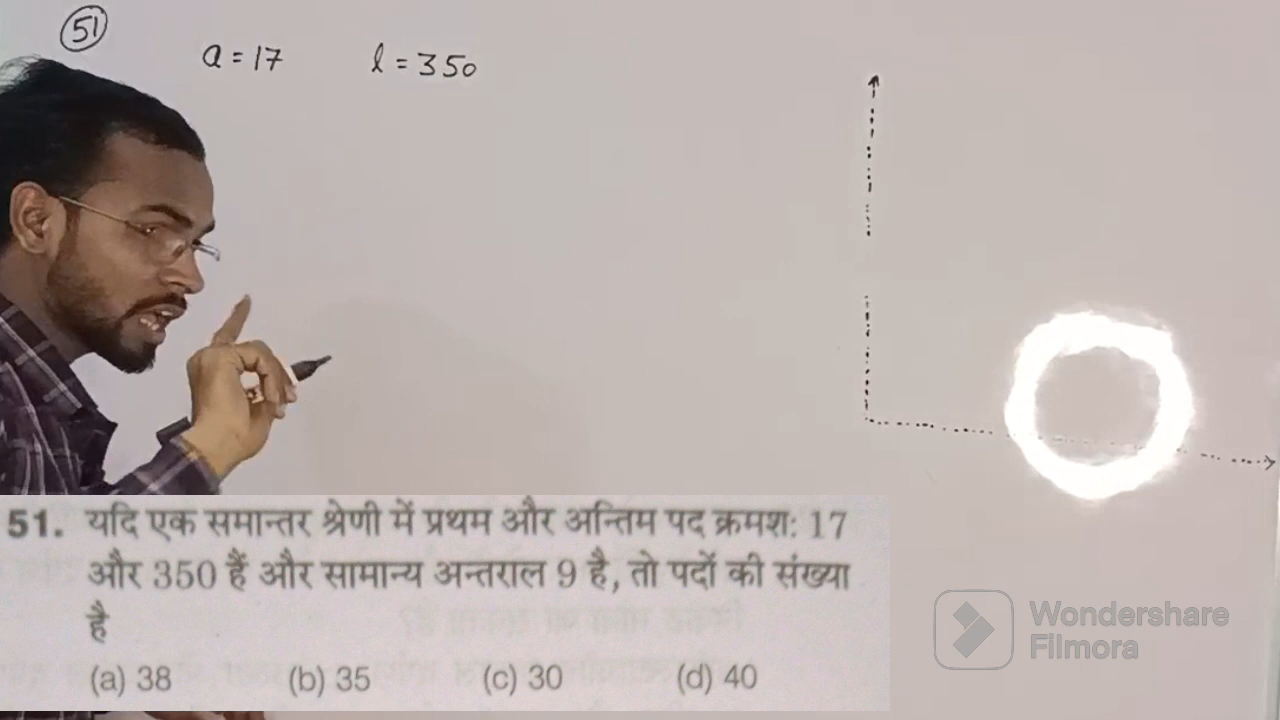 51
a = 17 l = 350
51. यदि एक समान्तर श्रेणी में प्रथम और अन्तिम पद क्रमश: 17
और 350 हैं और सामान्य अन्तराल 9 है, तो पदों की संख्या
है
(a) 38 (b) 35 (c) 30 (d) 40
Wondershare
Filmora